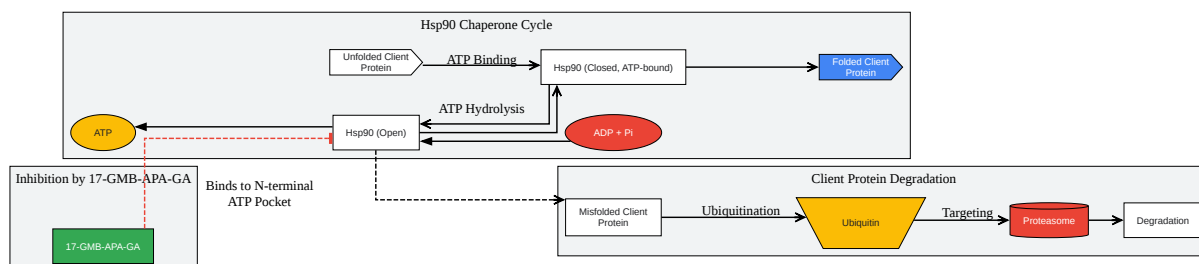 Hsp90 Chaperone Cycle
Unfolded Client
Protein
ATP Binding
Hsp90 (Closed, ATP-bound)
Folded Client
Protein
ATP Hydrolysis
ATP
Hsp90 (Open)
ADP + Pi
Inhibition by 17-GMB-APA-GA
Binds to N-terminal
ATP Pocket
17-GMB-APA-GA
Client Protein Degradation
Misfolded Client
Protein
Ubiquitination
Ubiquitin
Targeting
Proteasome
Degradation